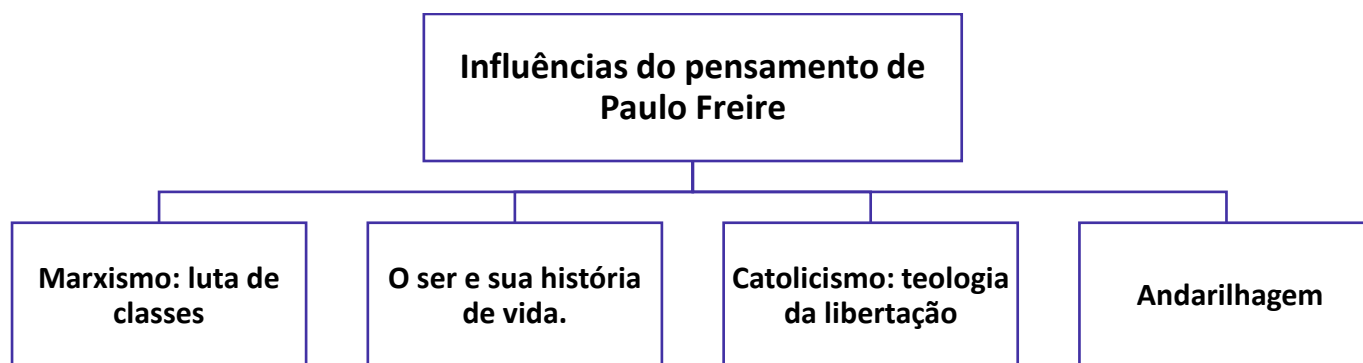 Influências do pensamento de
Paulo Freire
Marxismo: luta de
classes
O ser e sua história
de vida.
Catolicismo: teologia
da libertação
Andarilhagem